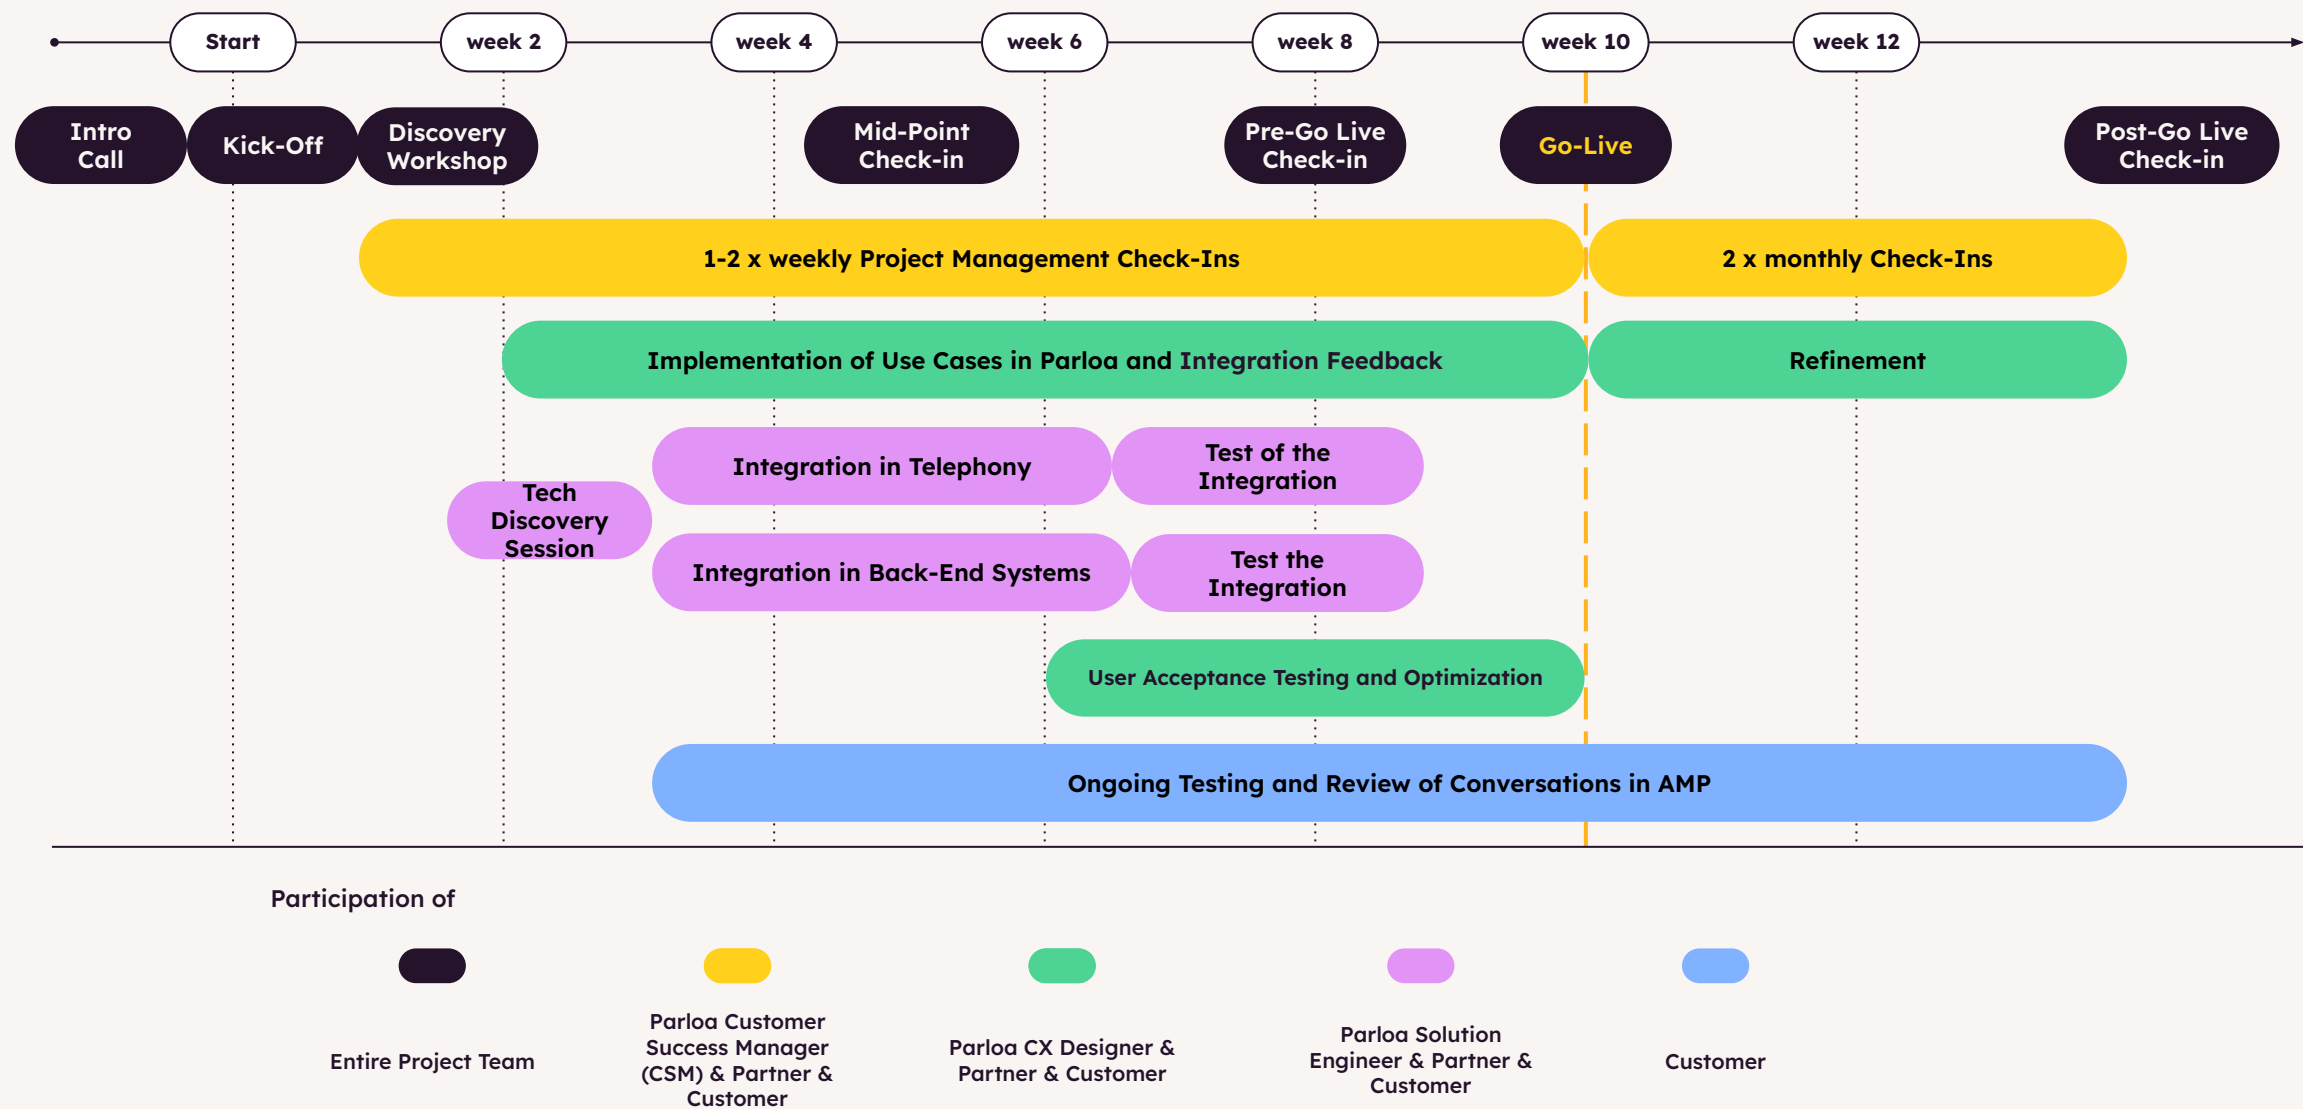 Start
week 2
week 4
week 6
week 8
week 10
week 12
Intro
Call
Kick-Off
Discovery
Workshop
Mid-Point
Check-in
Pre-Go Live
Check-in
Go-Live
Post-Go Live
Check-in
1-2 x weekly Project Management Check-Ins
2 x monthly Check-Ins
Implementation of Use Cases in Parloa and Integration Feedback
Refinement
Integration in Telephony
Test of the
Integration
Tech
Discovery
Session
Integration in Back-End Systems
Test the
Integration
User Acceptance Testing and Optimization
Ongoing Testing and Review of Conversations in AMP
Participation of
Entire Project Team
Parloa Customer
Success Manager
(CSM) & Partner &
Customer
Parloa CX Designer &
Partner & Customer
Parloa Solution
Engineer & Partner &
Customer
Customer